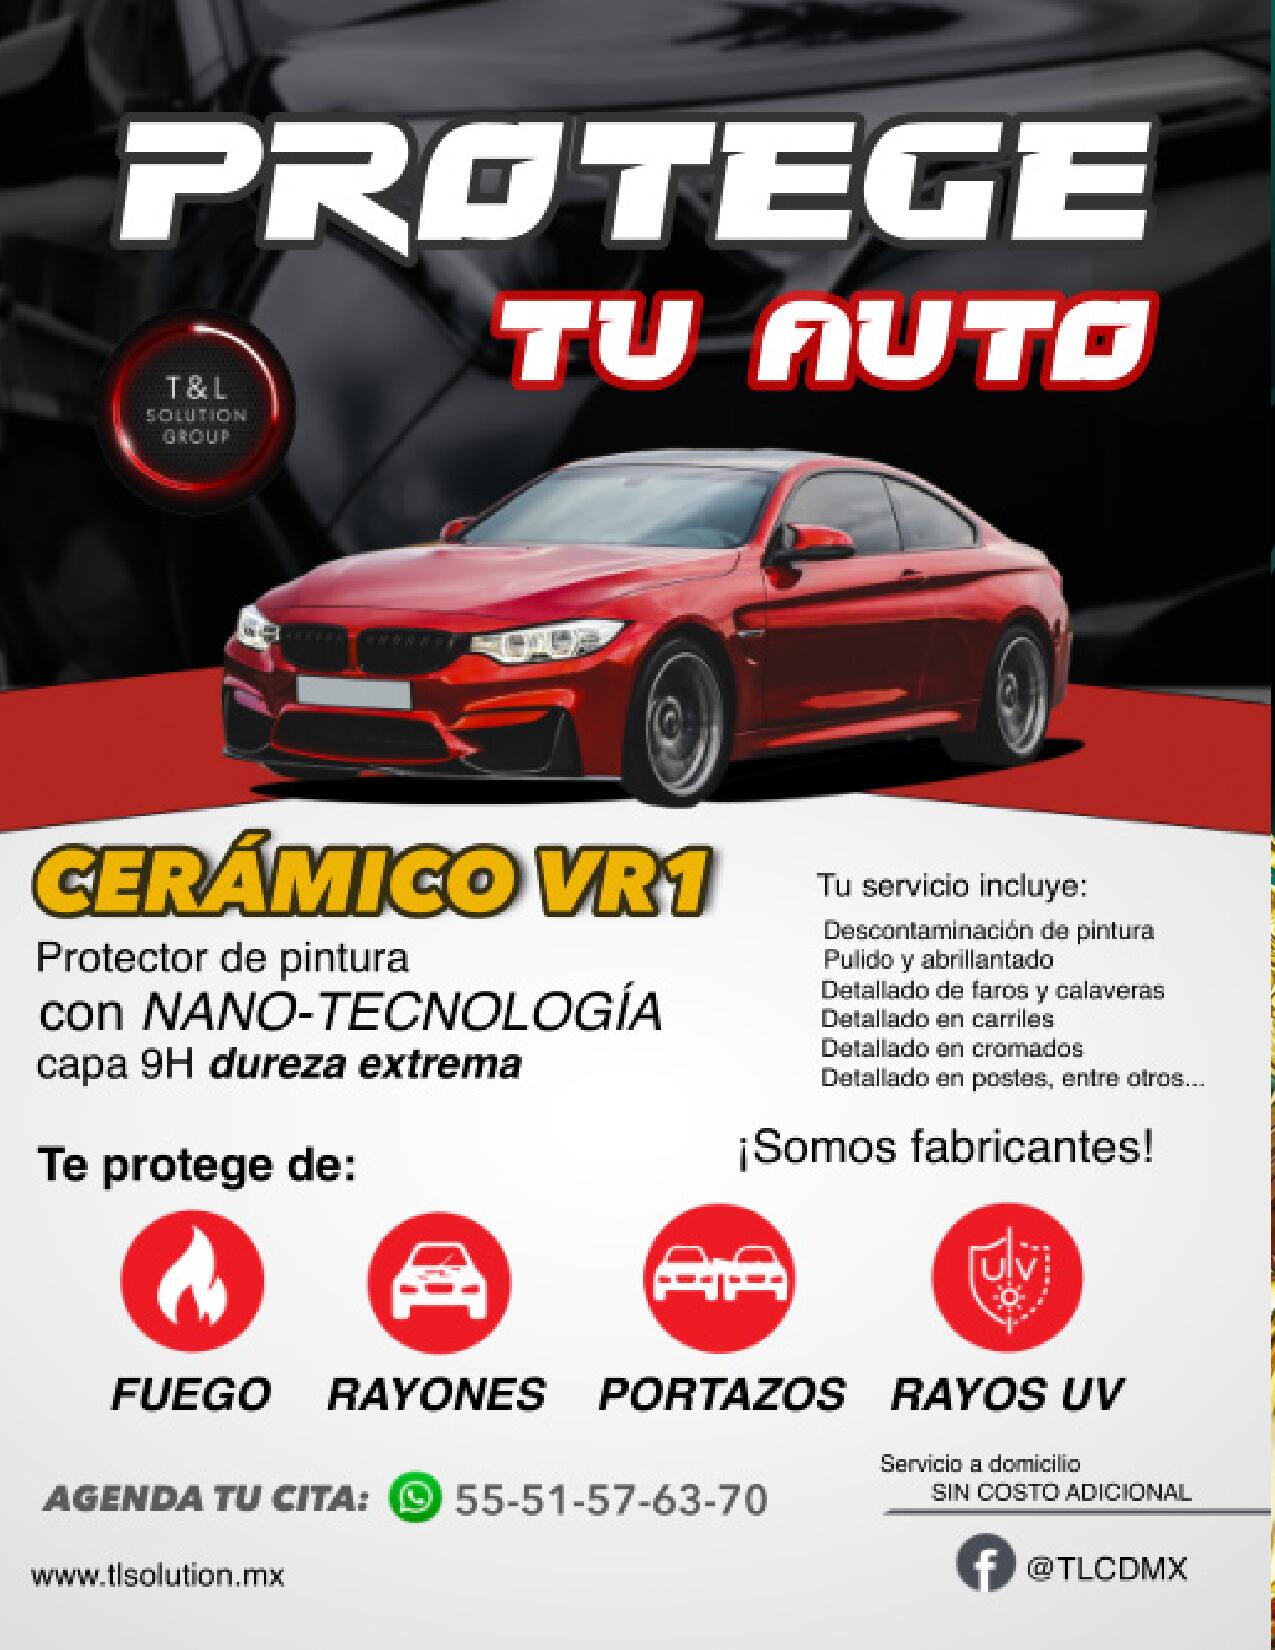 PROTEGE
TU AUTO
T&L
SOLUTION
GROUP
CERÁMICO VR1
Protector de pintura
con NANO-TECNOLOGÍA
capa 9H dureza extrema
Tu servicio incluye:
Descontaminación de pintura
Pulido y abrillantado
Detallado de faros y calaveras
Detallado en carriles
Detallado en cromados
Detallado en postes, entre otros...
¡Somos fabricantes!
Te protege de:
UV
FUEGO
RAYONES
PORTAZOS
RAYOS UV
AGENDA TU CITA: 55-51-57-63-70
Servicio a domicilio
SIN COSTO ADICIONAL
www.tlsolution.mx
f @TLCDMX